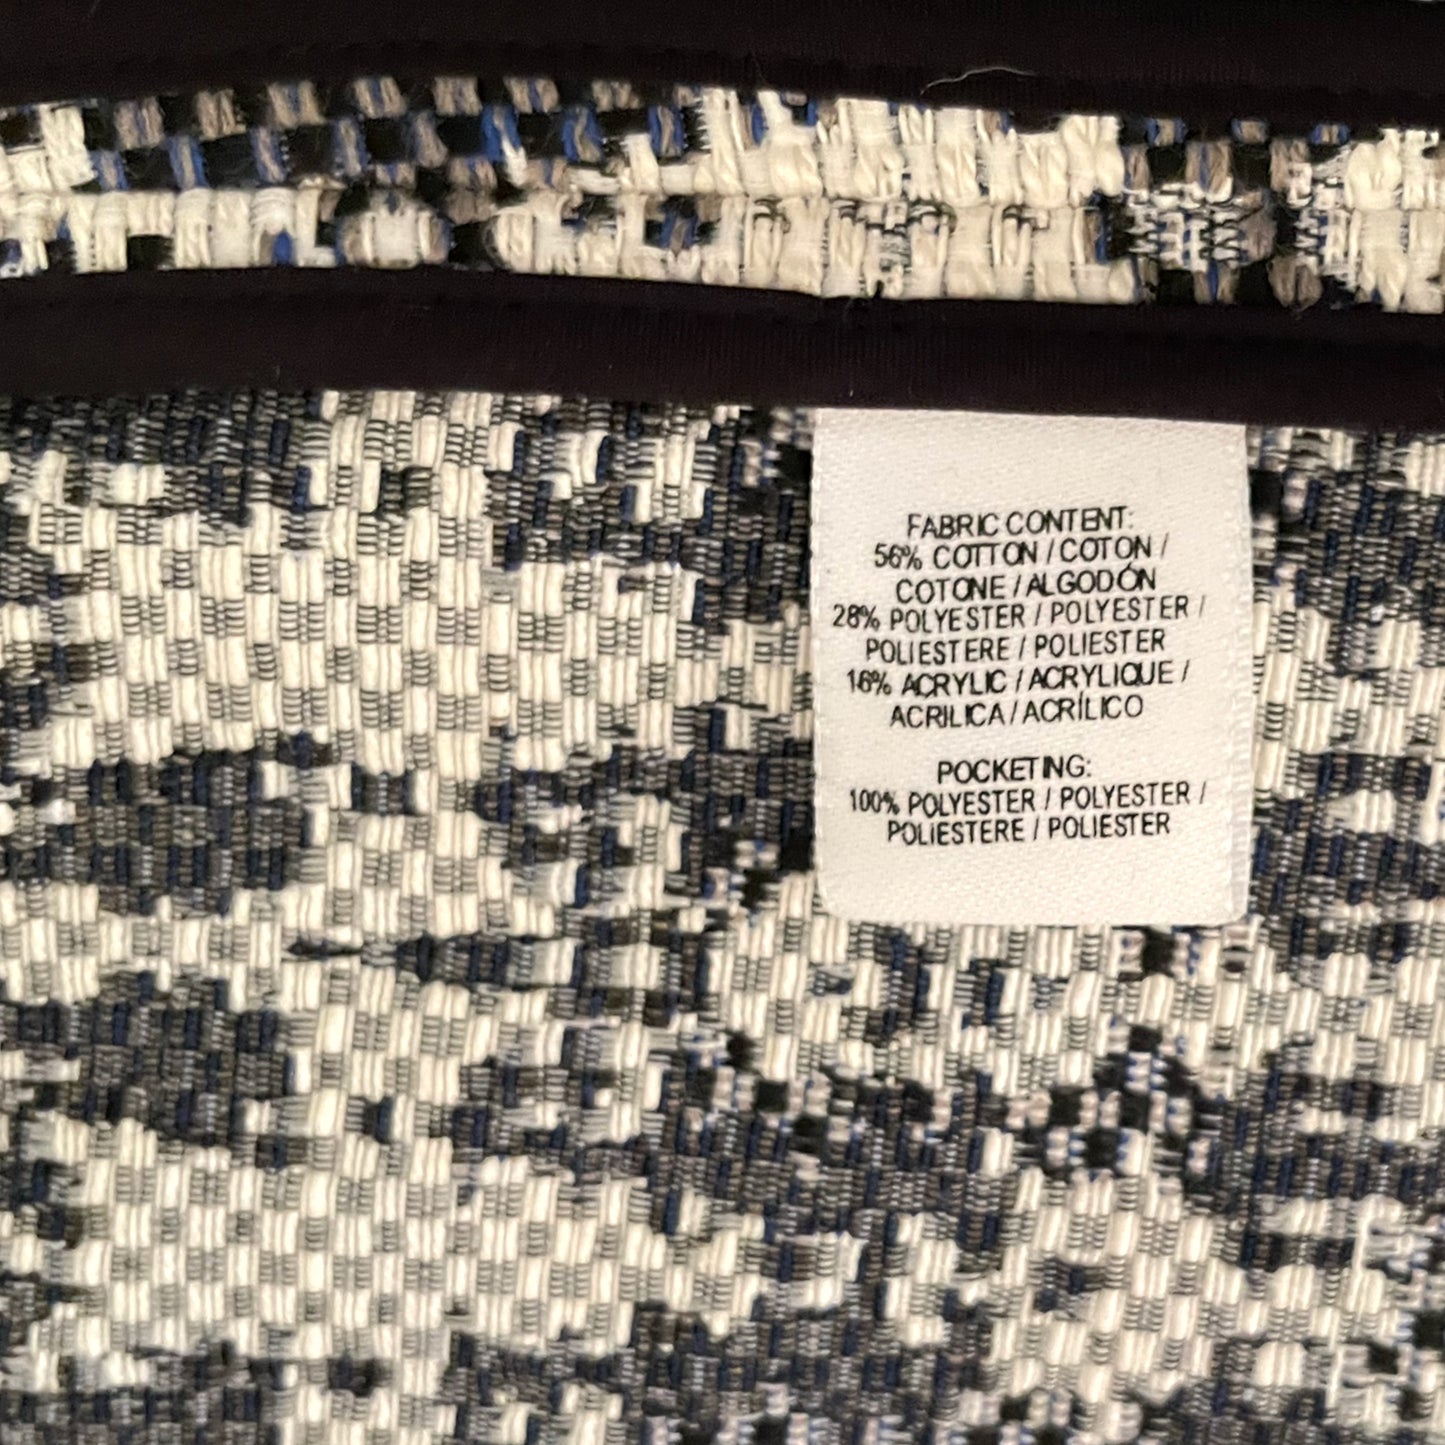 FABRIC CONTENT:
56% COTTON / COTON /
COTONE / ALGODÓN
28% POLYESTER / POLYESTER /
POLIESTERE / POLIESTER
16% ACRYLIC / ACRYLIQUE /
ACRILICA / ACRÍLICO
POCKETING:
100% POLYESTER / POLYESTER /
POLIESTERE / POLIESTER